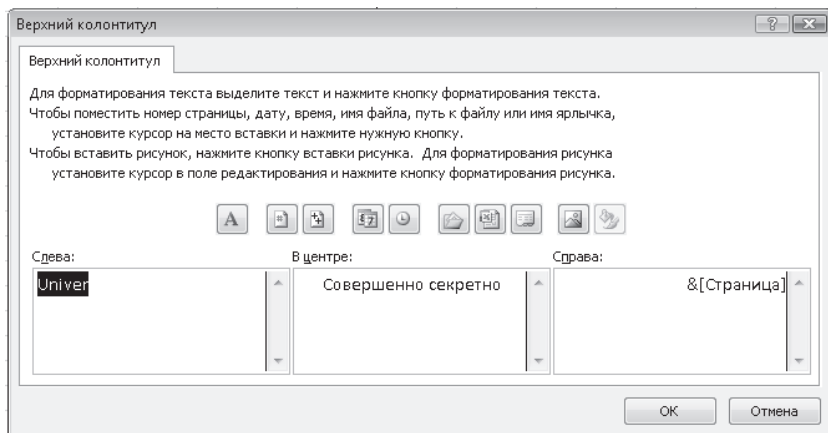 Верхний колонтитул
Верхний колонтитул
Для форматирования текста выделите текст и нажмите кнопку форматирования текста.
Чтобы поместить номер страницы, дату, время, имя файла, путь к файлу или имя ярлычка,
установите курсор на место вставки и нажмите нужную кнопку.
Чтобы вставить рисунок, нажмите кнопку вставки рисунка. Для форматирования рисунка
установите курсор в поле редактирования и нажмите кнопку форматирования рисунка.
Слева: В центре: Справа:
Univer Совершенно секретно &[Страница]
ОК Отмена